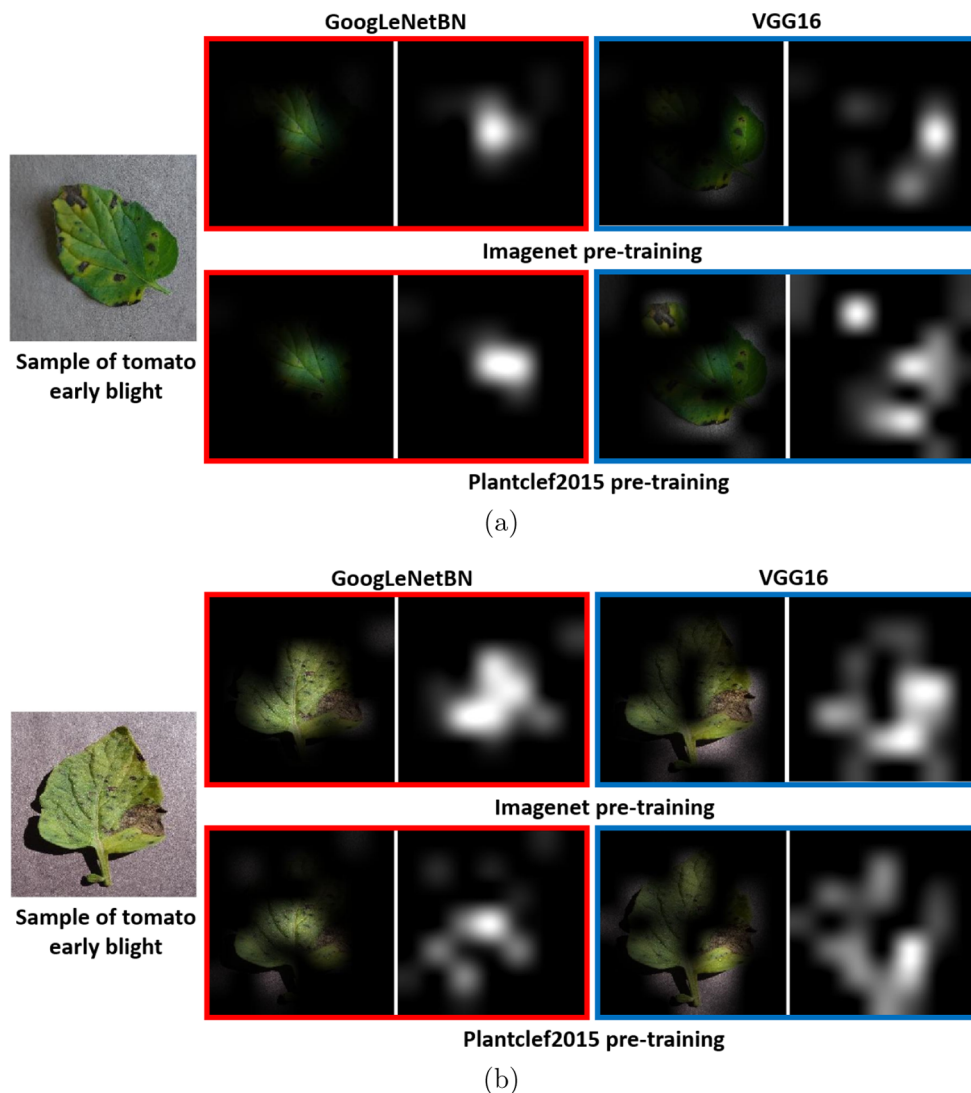 GoogLeNetBN
VGG16
Imagenet pre-training
Sample of tomato
early blight
Plantclef2015 pre-training
(a)
GoogLeNetBN
VGG16
Imagenet pre-training
Sample of tomato
early blight
Plantclef2015 pre-training
(b)